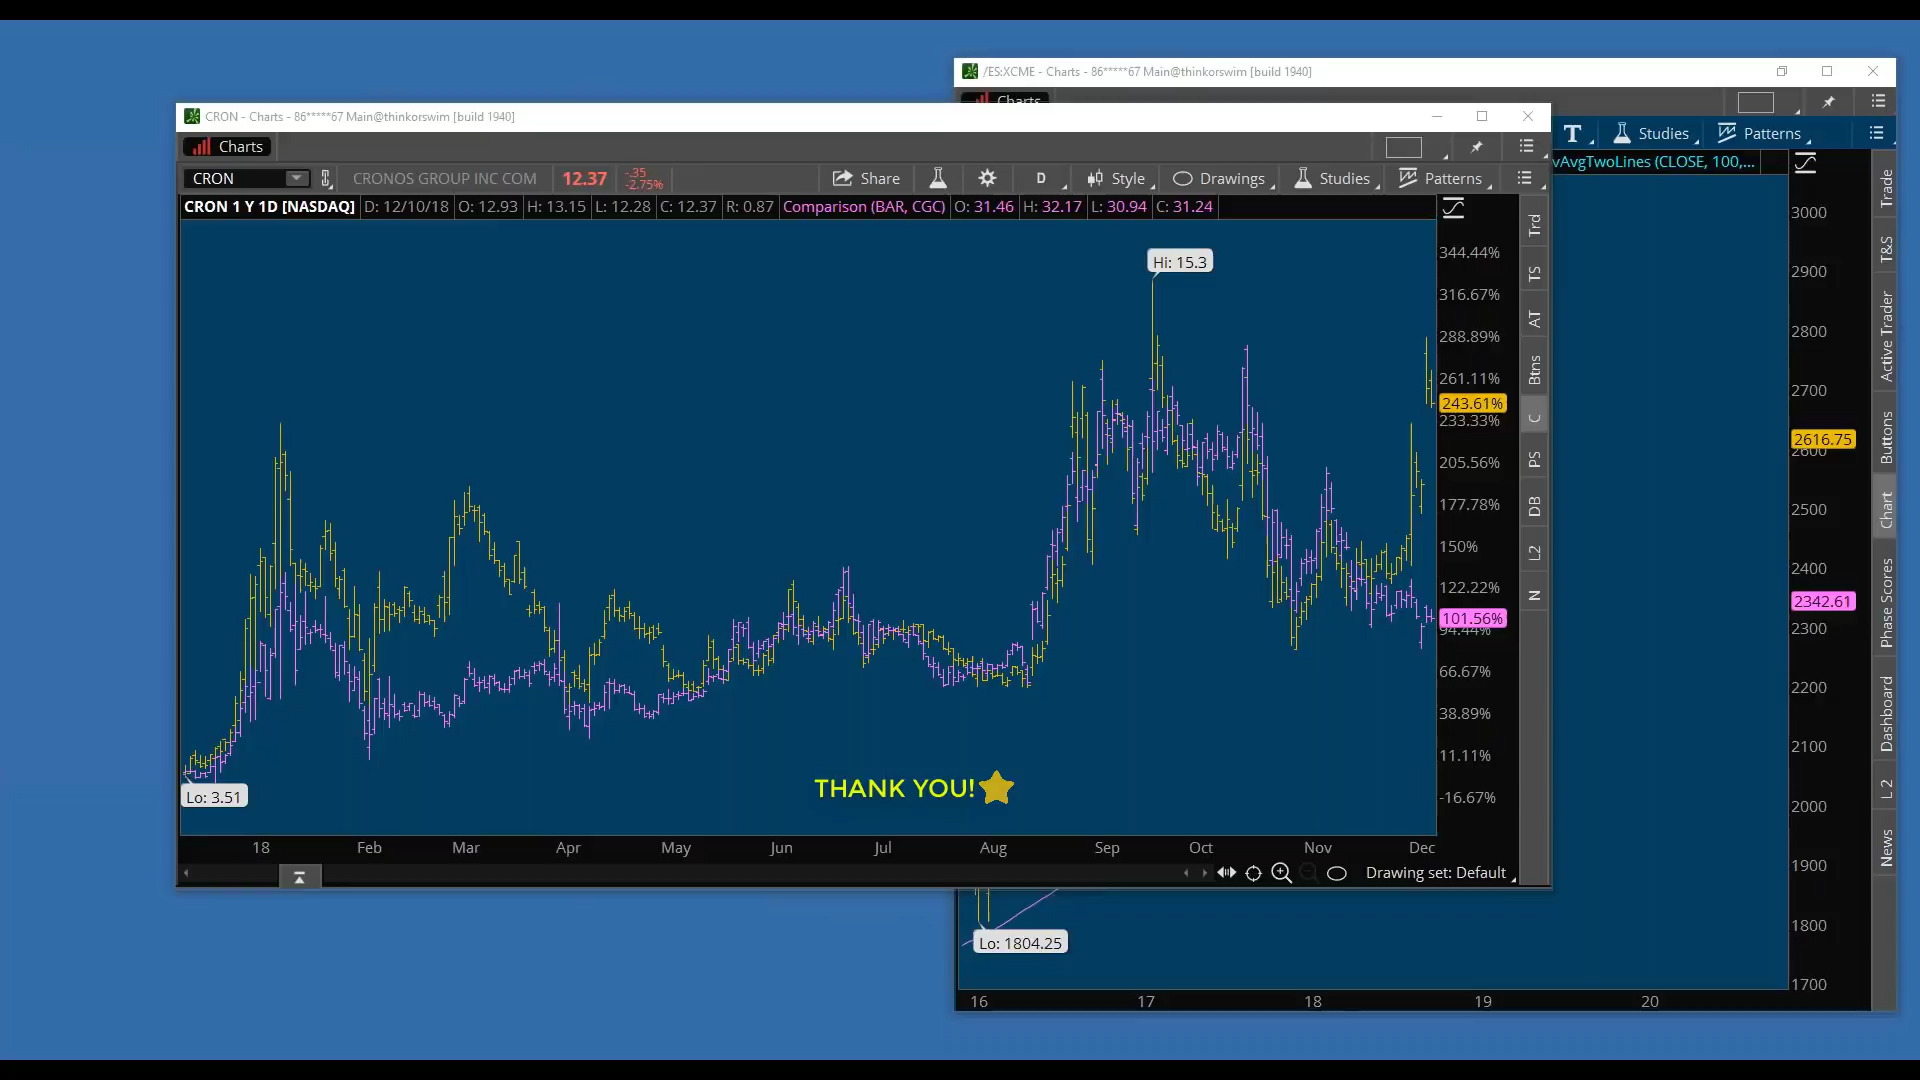 /ES:XCME - Charts - 86*****67 Main@thinkorswim [build 1940]
Charts
CRON - Charts - 86*****67 Main@thinkorswim [build 1940]
Charts
T Studies Patterns
CRON CRONOS GROUP INC COM 12.37 -.35 -2.75% Share D Style Drawings Studies Patterns
vAvgTwoLines (CLOSE, 100,...
CRON 1 Y 1D [NASDAQ] D: 12/10/18 O: 12.93 H: 13.15 L: 12.28 C: 12.37 R: 0.87 Comparison (BAR, CGC) O: 31.46 H: 32.17 L: 30.94 C: 31.24
Hi: 15.3
Lo: 3.51
THANK YOU!
344.44%
316.67%
288.89%
261.11%
243.61%
233.33%
205.56%
177.78%
150%
122.22%
101.56%
94.44%
66.67%
38.89%
11.11%
-16.67%
18 Feb Mar Apr May Jun Jul Aug Sep Oct Nov Dec
Drawing set: Default
Trd
TS
AT
Btns
C
PS
DB
L2
N
3000
2900
2800
2700
2616.75
2600
2500
2400
2342.61
2300
2200
2100
2000
1900
1800
1700
Lo: 1804.25
16 17 18 19 20
Trade
T&S
Active Trader
Buttons
Chart
Phase Scores
Dashboard
L 2
News